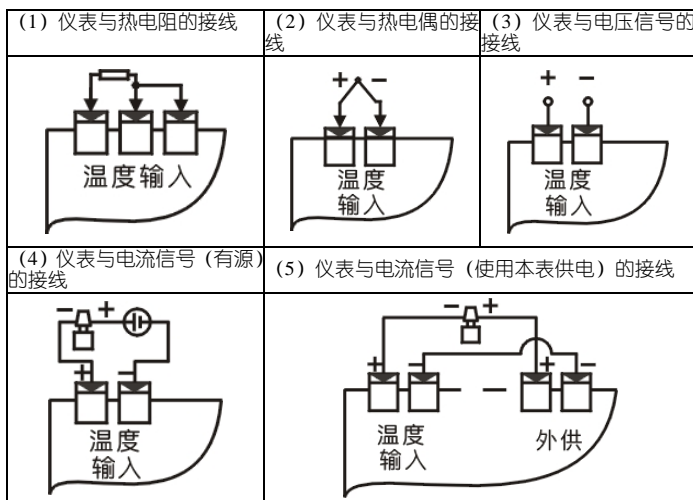 (1) 仪表与热电阻的接线
(2) 仪表与热电偶的接
线
(3) 仪表与电压信号的
接线
温度输入
+ -
温度
输入
+ -
温度
输入
(4) 仪表与电流信号 (有源)
的接线
(5) 仪表与电流信号 (使用本表供电) 的接线
- +
+ -
温度
输入
- +
+ - + -
温度
输入
外供